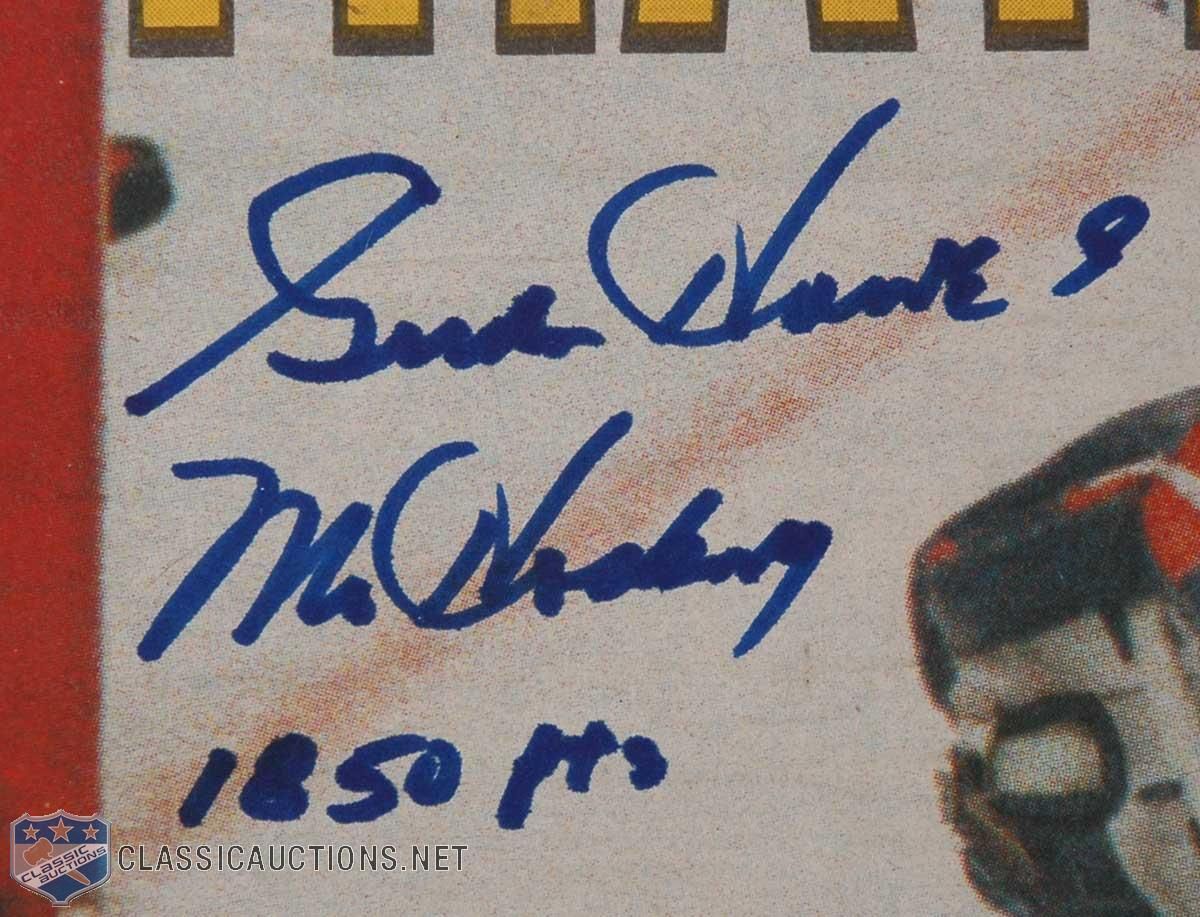 Gordie Howe 9
Mr Hockey
1850 pts
CLASSIC
AUCTIONS
CLASSICAUCTIONS.NET